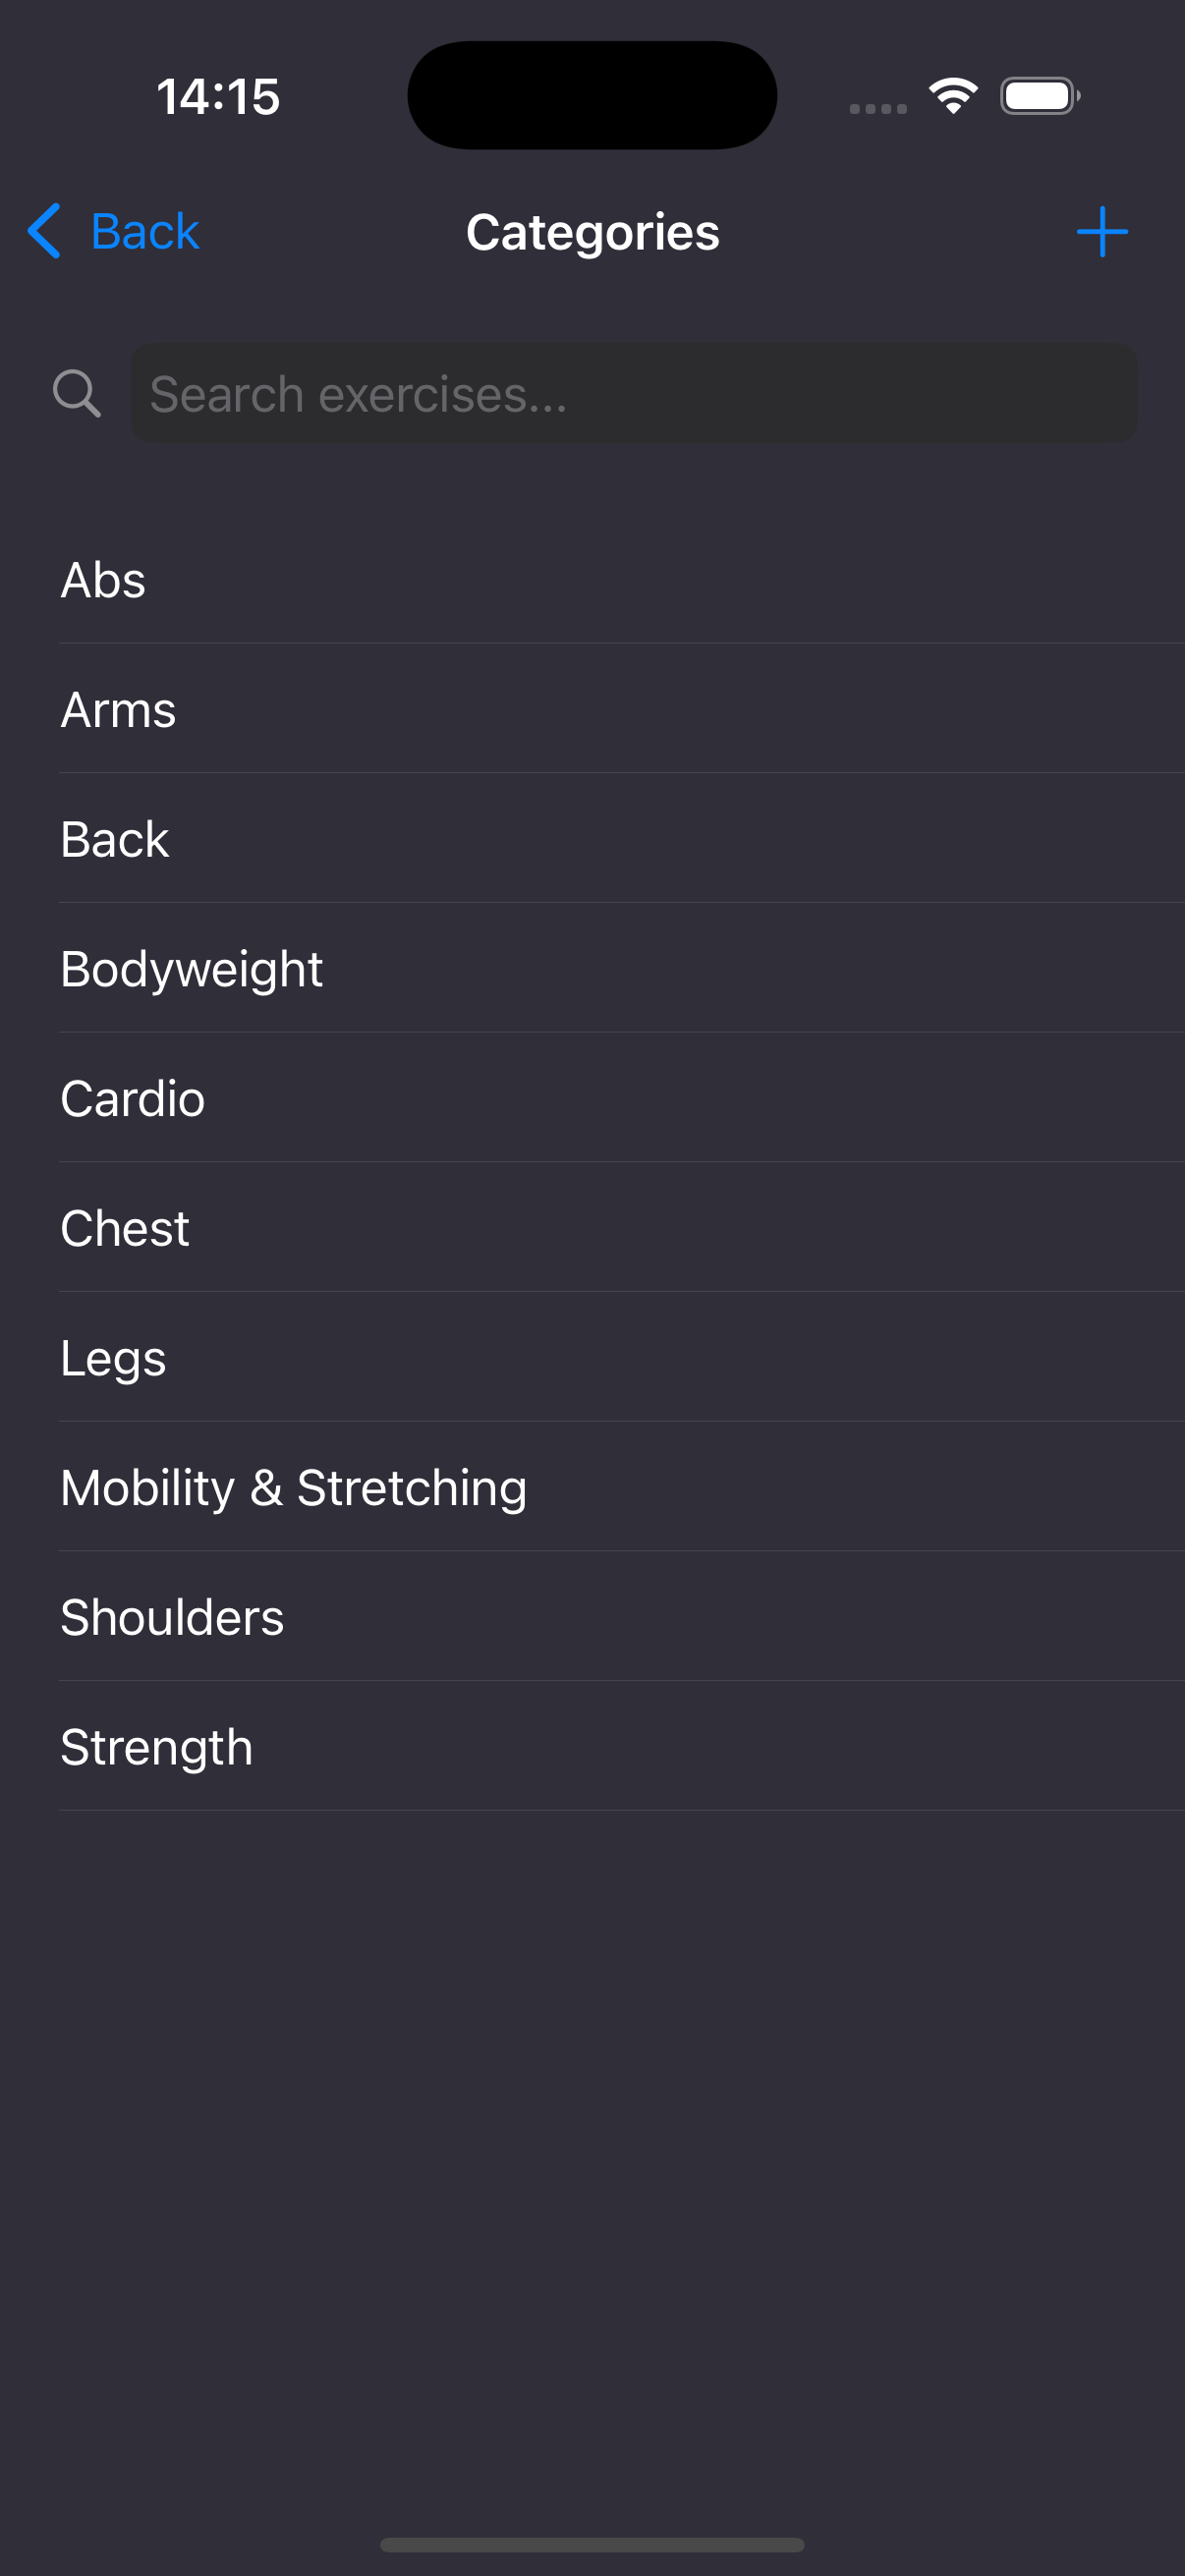 14:15
Back
Categories
Search exercises...
Abs
Arms
Back
Bodyweight
Cardio
Chest
Legs
Mobility & Stretching
Shoulders
Strength